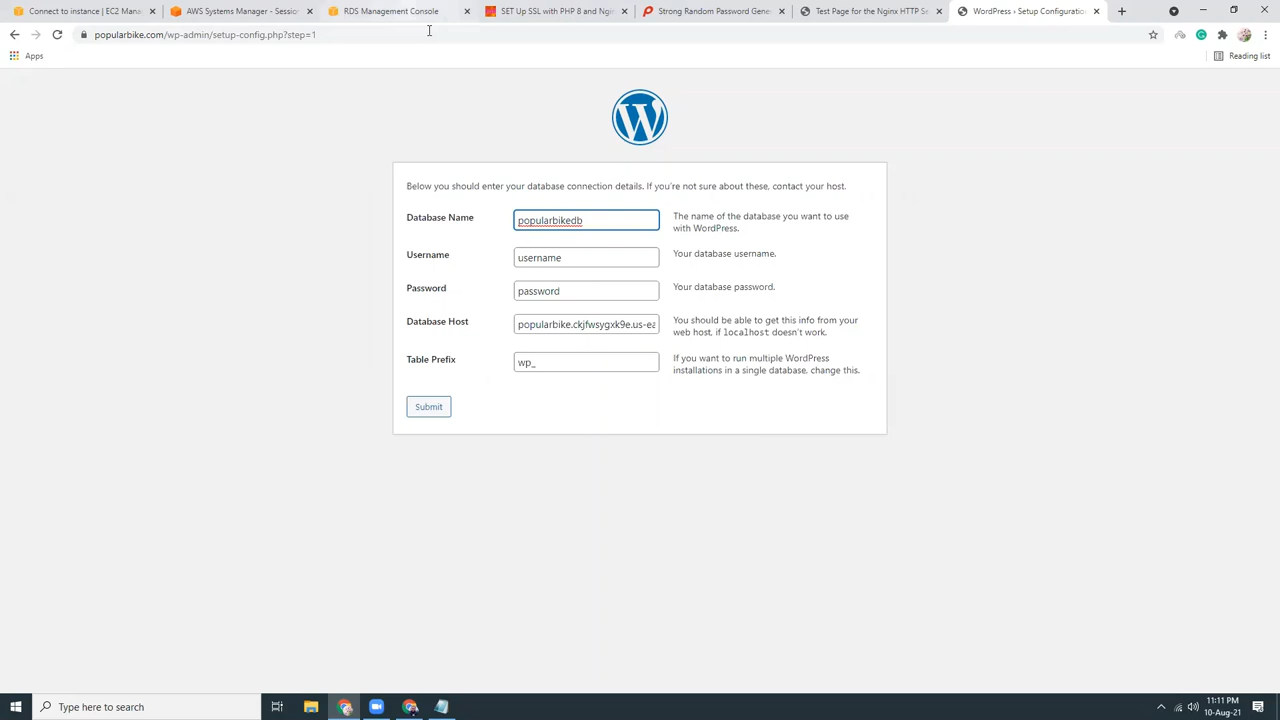 Connect to instance | EC2 Mana
AWS Systems Manager - Session
RDS Management Console
SET Up SSL with PHP 8 and Ngin
Strong Random Password Gener
Test Page for the Nginx HTTP Se
WordPress › Setup Configuratio
popularbike.com/wp-admin/setup-config.php?step=1
Apps
Reading list
Below you should enter your database connection details. If you're not sure about these, contact your host.
Database Name
popularbikedb
The name of the database you want to use
with WordPress.
Username
username
Your database username.
Password
password
Your database password.
Database Host
popularbike.ckjfwsygxk9e.us-ea
You should be able to get this info from your
web host, if localhost doesn't work.
Table Prefix
wp_
If you want to run multiple WordPress
installations in a single database, change this.
Submit
Type here to search
11:11 PM
10-Aug-21